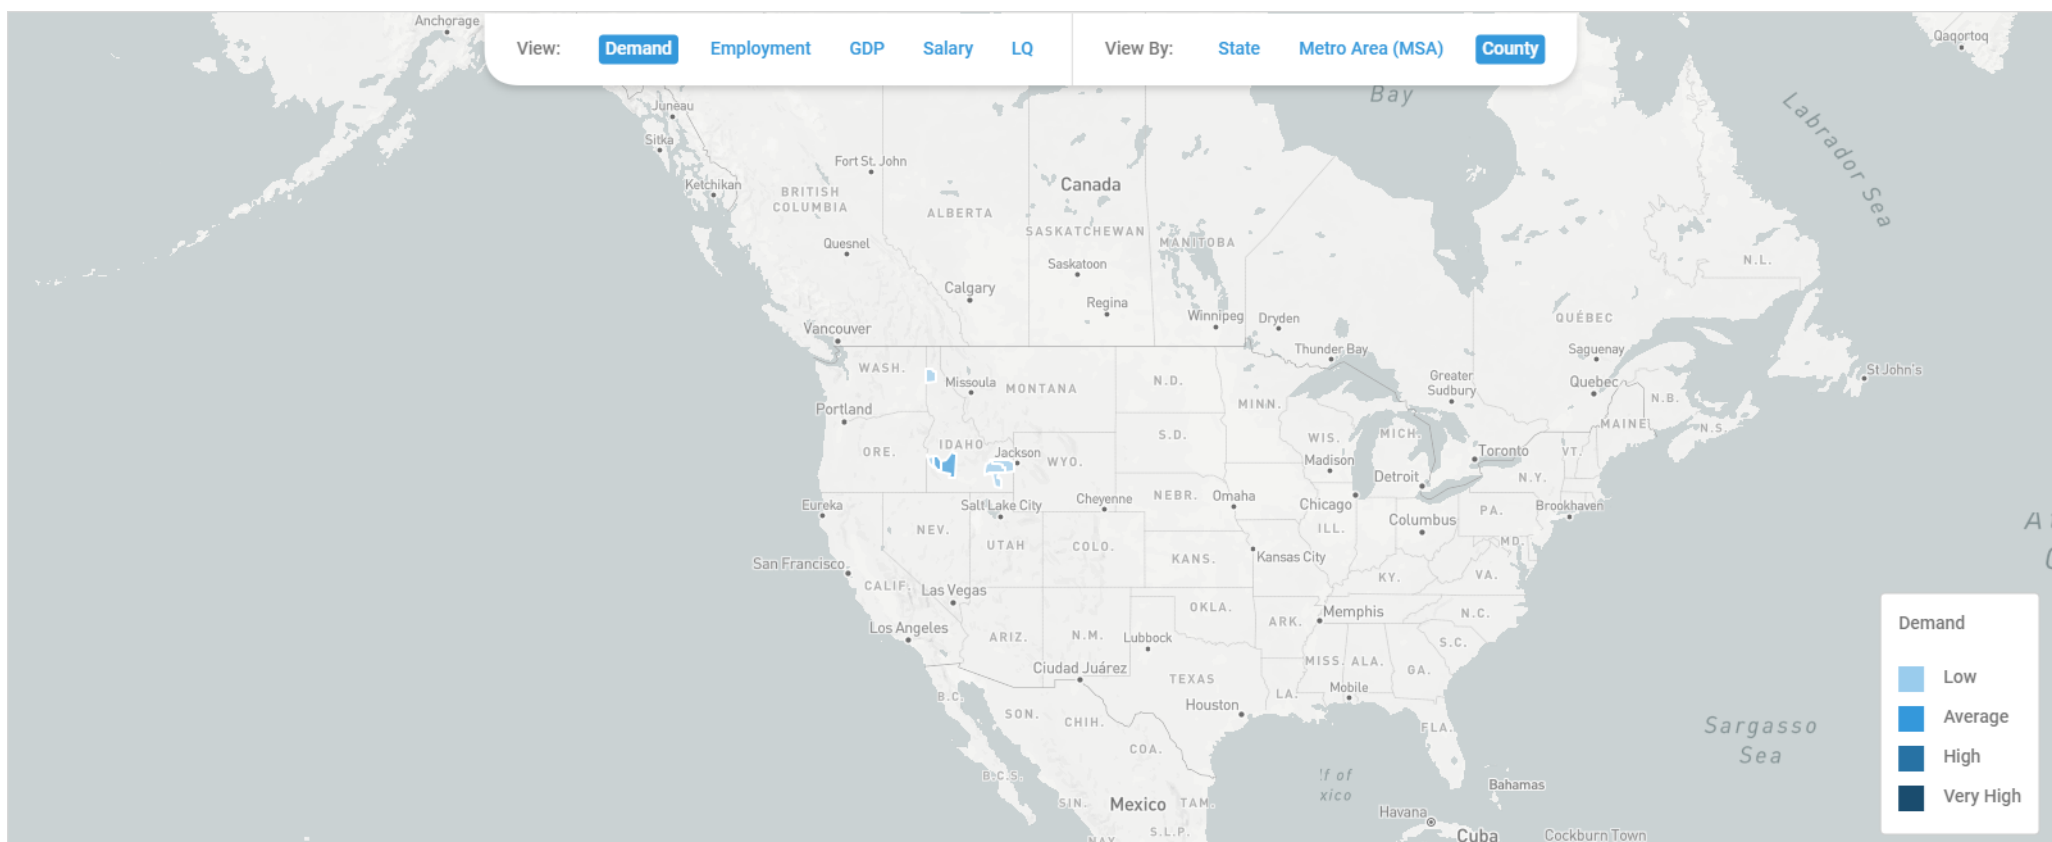 Anchorage
View: Demand Employment GDP Salary LQ View By: State Metro Area (MSA) County
Qaqortoq
Bay
Juneau
Labrador Sea
Sitka
Fort St. John
Ketchikan
Canada
BRITISH
COLUMBIA
ALBERTA
SASKATCHEWAN
MANITOBA
Quesnel
Saskatoon
N.L.
Calgary
Regina
Winnipeg
Dryden
QUÉBEC
Vancouver
Thunder Bay
Saguenay
WASH.
Missoula
MONTANA
N.D.
Greater
Sudbury
Quebec
St John's
Portland
MINN.
N.B.
MAINE
N.S.
ORE.
IDAHO
Jackson
WYO.
S.D.
WIS.
MICH.
Madison
Toronto
VT.
Detroit
N.Y.
Eureka
Salt Lake City
Cheyenne
NEBR.
Omaha
Chicago
PA.
Brookhaven
NEV.
UTAH
COLO.
ILL.
Columbus
MD.
San Francisco
KANS.
Kansas City
CALIF.
Las Vegas
KY.
VA.
Los Angeles
ARIZ.
N.M.
Lubbock
OKLA.
ARK.
Memphis
N.C.
S.C.
Ciudad Juárez
TEXAS
MISS.
ALA.
GA.
B.C.
SON.
CHIH.
Houston
LA.
Mobile
FLA.
COA.
Sargasso
Sea
B.C.S.
lf of
xico
Bahamas
SIN.
Mexico
TAM.
Havana
NAY.
S.L.P.
Cuba
Cockburn Town
Demand
Low
Average
High
Very High